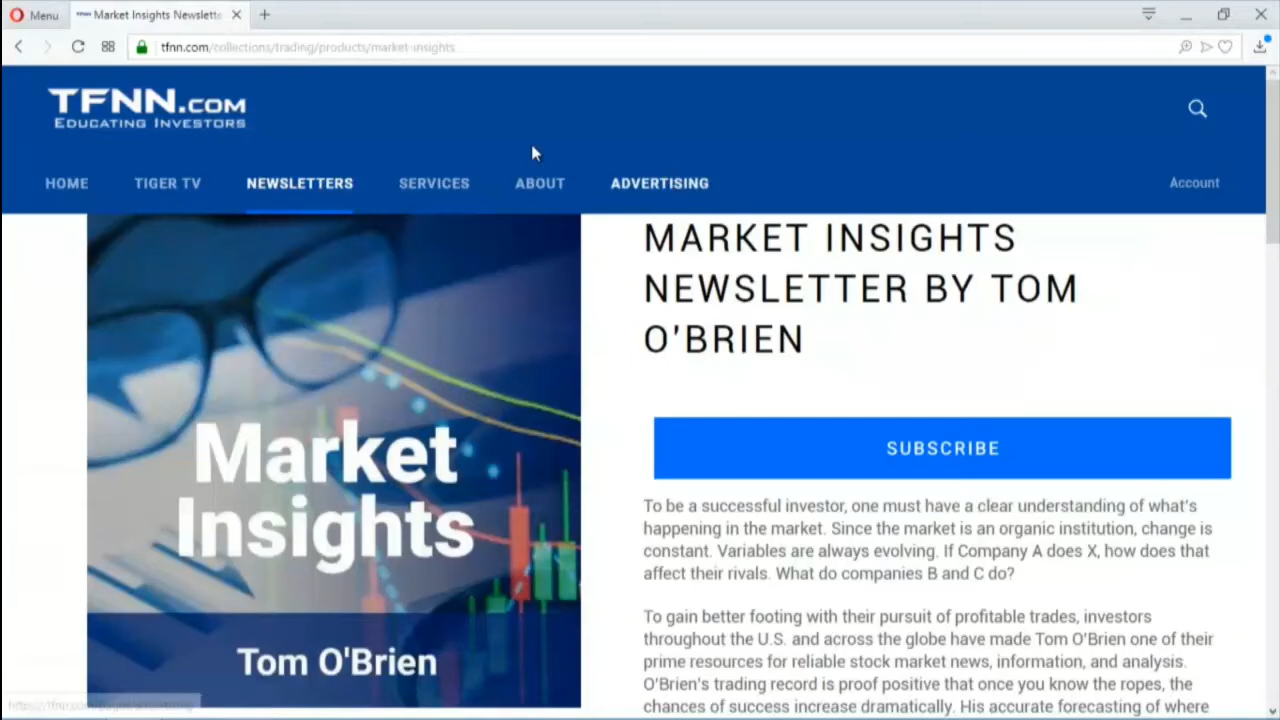 Menu
Market Insights Newslett
tfnn.com/collections/trading/products/market-insights
TFNN.COM
EDUCATING INVESTORS
HOME TIGER TV NEWSLETTERS SERVICES ABOUT ADVERTISING Account
MARKET INSIGHTS
NEWSLETTER BY TOM
O'BRIEN
Market
Insights
Tom O'Brien
SUBSCRIBE
To be a successful investor, one must have a clear understanding of what's
happening in the market. Since the market is an organic institution, change is
constant. Variables are always evolving. If Company A does X, how does that
affect their rivals. What do companies B and C do?
To gain better footing with their pursuit of profitable trades, investors
throughout the U.S. and across the globe have made Tom O'Brien one of their
prime resources for reliable stock market news, information, and analysis.
O'Brien's trading record is proof positive that once you know the ropes, the
chances of success increase dramatically. His accurate forecasting of where